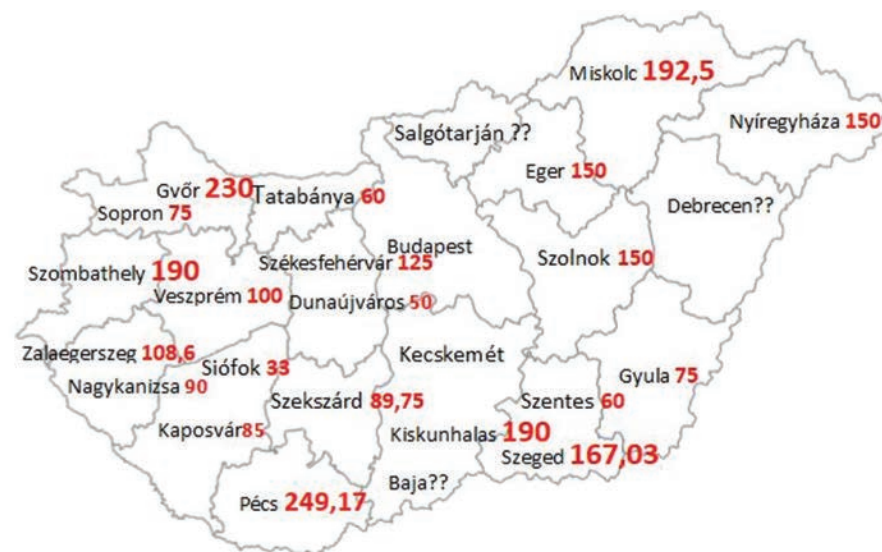 Miskolc 192,5
Salgótarján ??
Nyíregyháza 150
Eger 150
Győr 230
Tatabánya 60
Debrecen??
Sopron 75
Budapest
Szombathely 190
Székesfehérvár 125
Szolnok 150
Veszprém 100
Dunaújváros 50
Zalaegerszeg 108,6
Siófok 33
Kecskemét
Nagykanizsa 90
Gyula 75
Szekszárd 89,75
Szentes 60
Kaposvár85
Kiskunhalas 190
Szeged 167,03
Baja??
Pécs 249,17